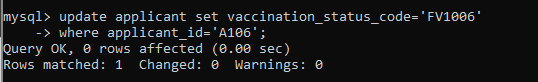 mysql> update applicant set vaccination_status_code='FV1006'
    -> where applicant_id='A106';
Query OK, 0 rows affected (0.00 sec)
Rows matched: 1  Changed: 0  Warnings: 0